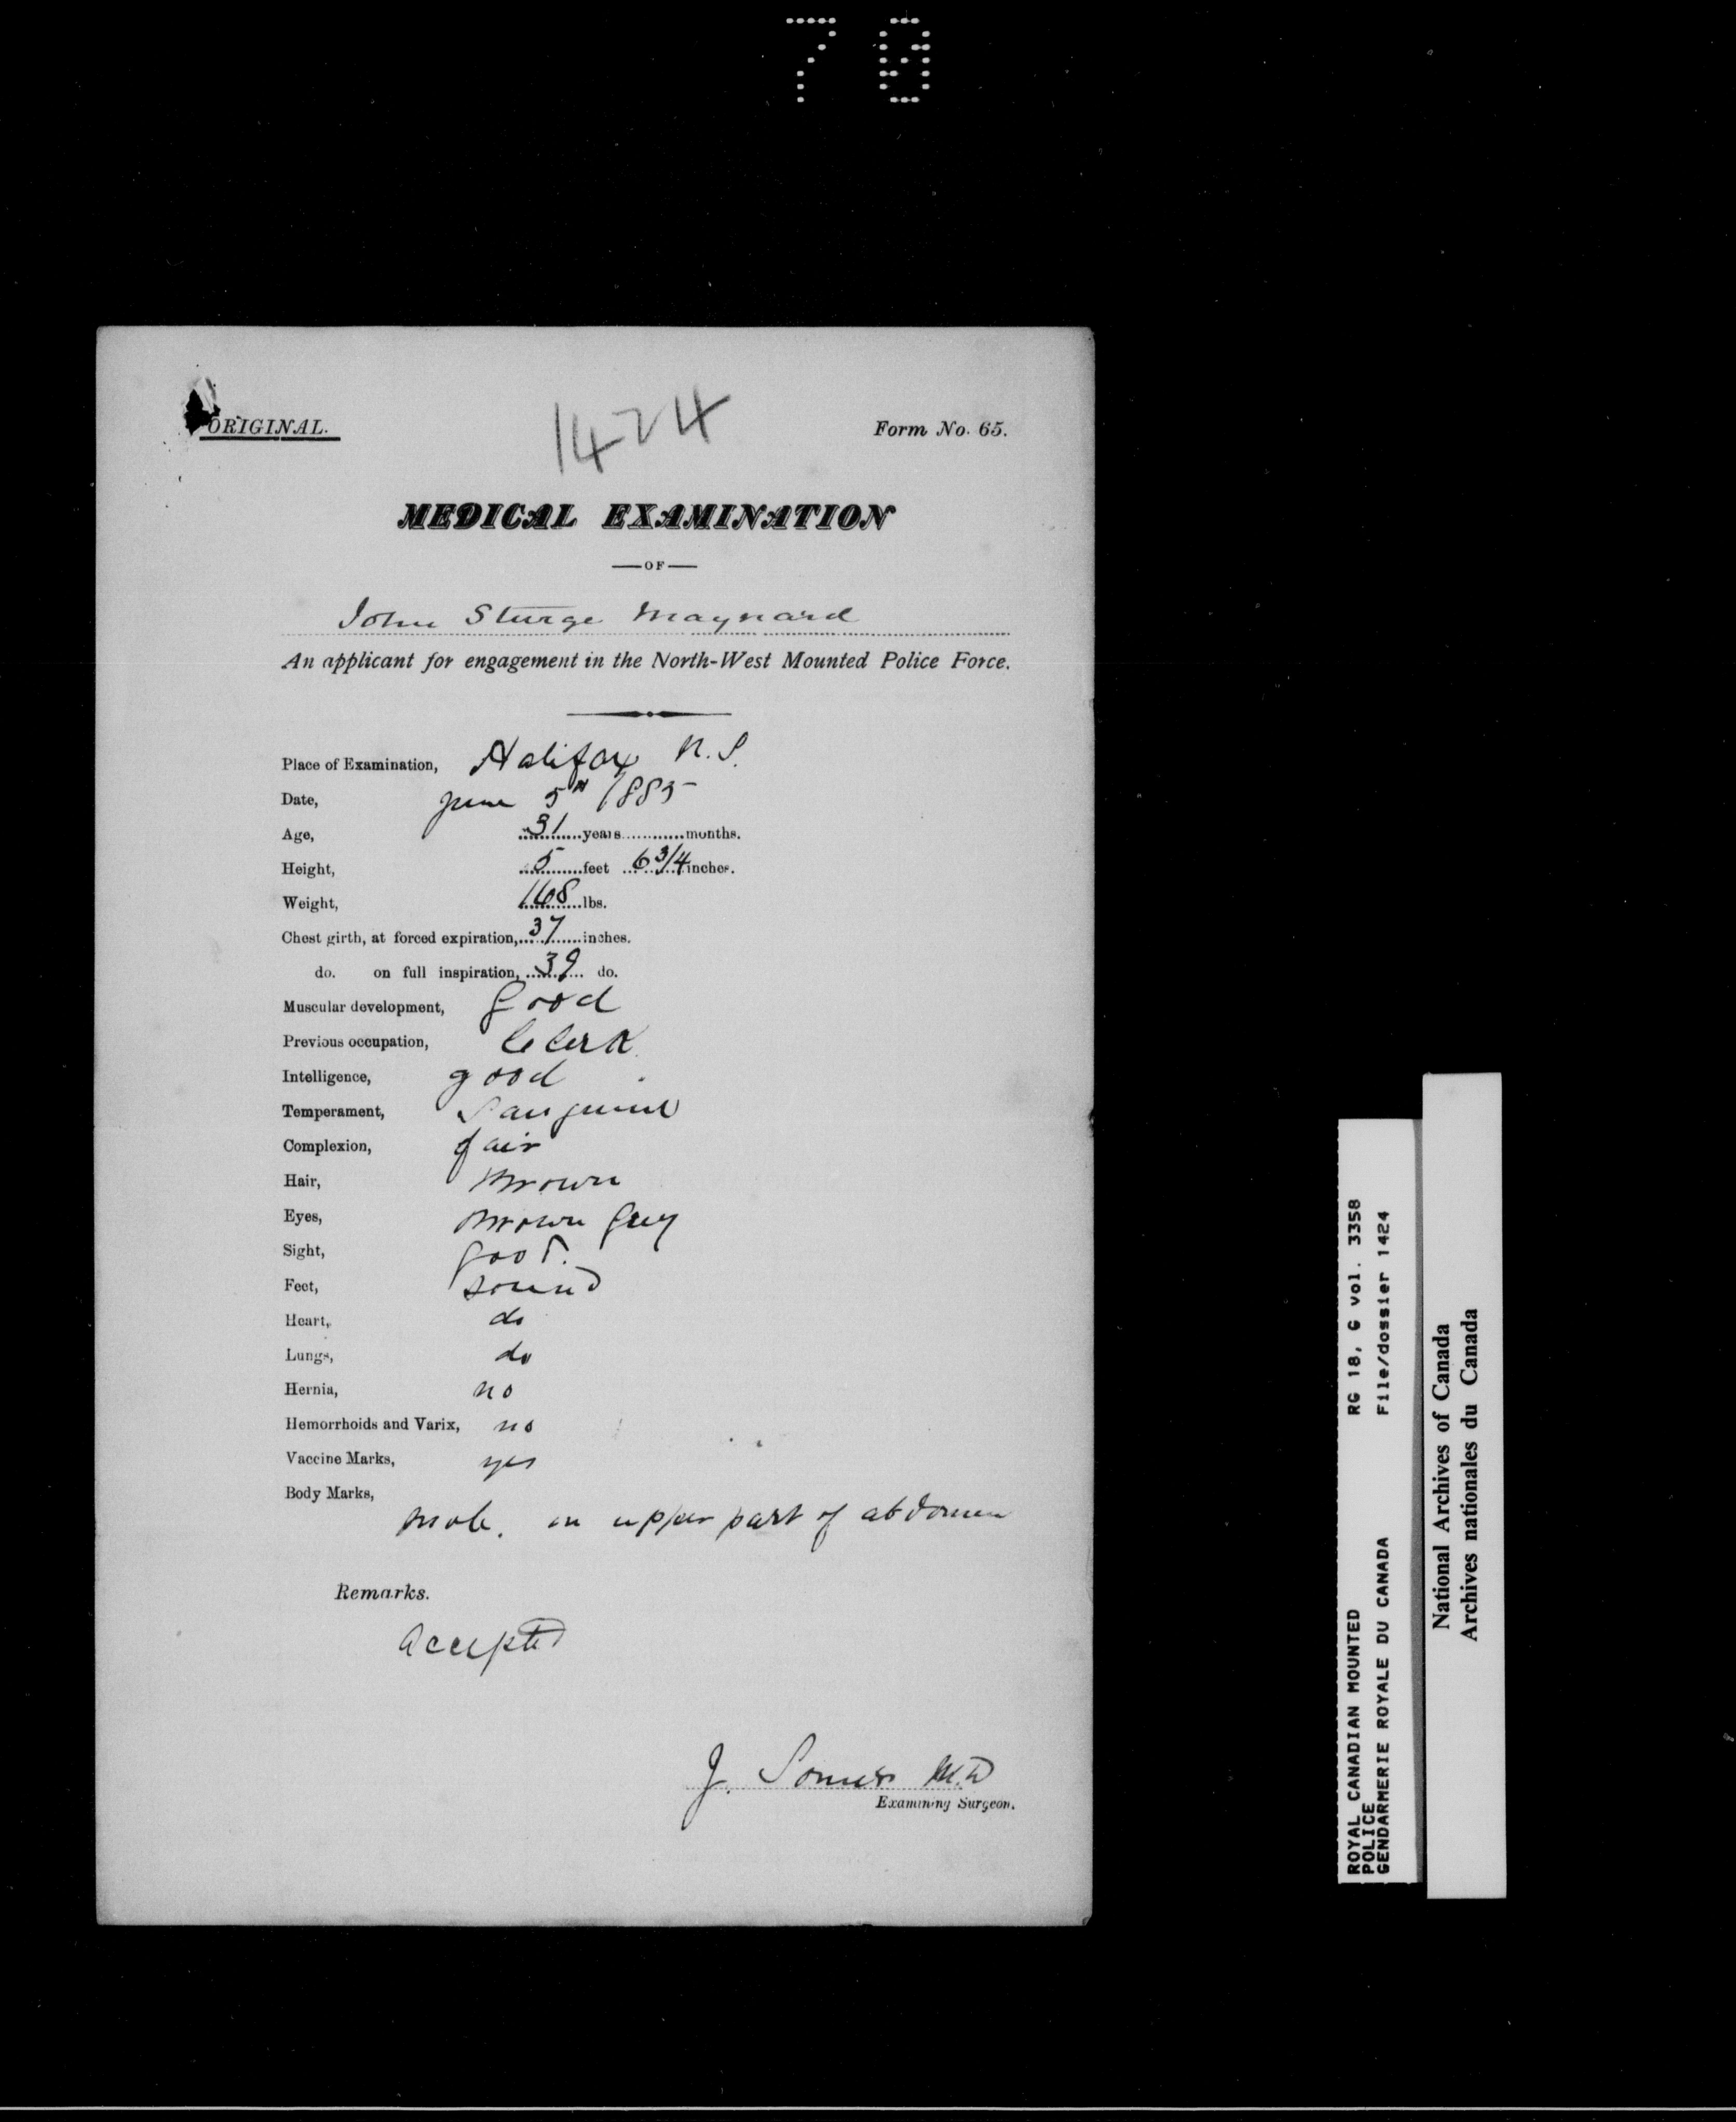 70
ORIGINAL.
1424
Form No. 65.
MEDICAL EXAMINATION
—OF—
John Sturge Maynard
An applicant for engagement in the North-West Mounted Police Force.
Place of Examination, Halifax N.S.
Date, June 5th 1885
Age, 31 years months.
Height, 5 feet 6 3/4 inches.
Weight, 168 lbs.
Chest girth, at forced expiration, 37 inches.
do. on full inspiration, 39 do.
Muscular development, Good
Previous occupation, Clerk
Intelligence, good
Temperament, Sanguine
Complexion, fair
Hair, Brown
Eyes, Brown Grey
Sight, Good.
Feet, sound
Heart, do
Lungs, do
Hernia, no
Hemorrhoids and Varix, no
Vaccine Marks, yes
Body Marks,
mole. on upper part of abdomen
Remarks.
Accepted
J. Somers M.D
Examining Surgeon.
ROYAL CANADIAN MOUNTED RG 18, G vol. 3358
POLICE
GENDARMERIE ROYALE DU CANADA File/dossier 1424
National Archives of Canada
Archives nationales du Canada